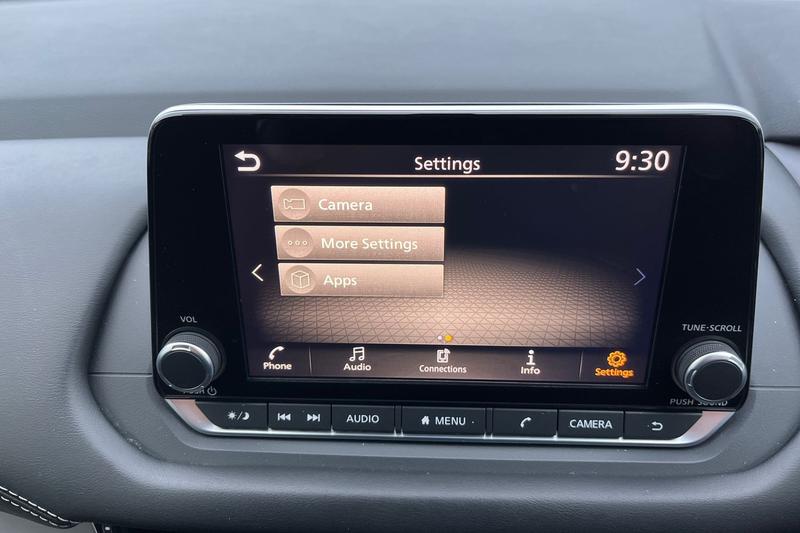 Settings
9:30
Camera
More Settings
Apps
VOL
TUNE·SCROLL
Phone
Audio
Connections
Info
Settings
PUSH SOUND
AUDIO
MENU
CAMERA